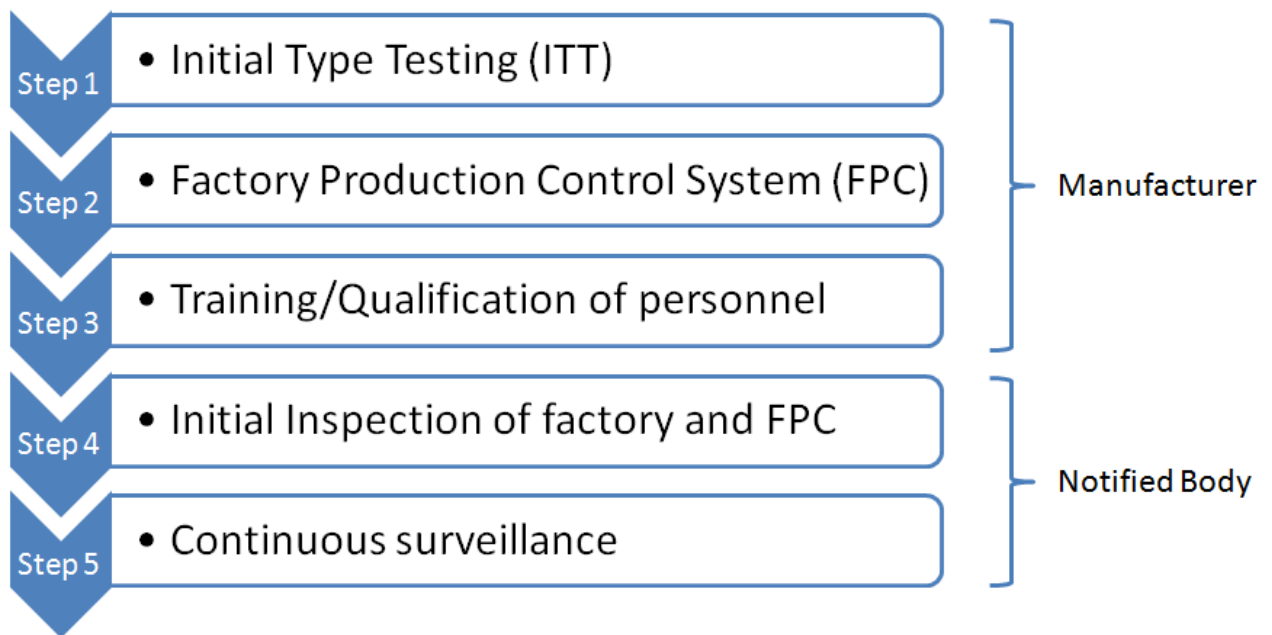 Step 1
• Initial Type Testing (ITT)
Step 2
• Factory Production Control System (FPC)
Step 3
• Training/Qualification of personnel
Manufacturer
Step 4
• Initial Inspection of factory and FPC
Step 5
• Continuous surveillance
Notified Body